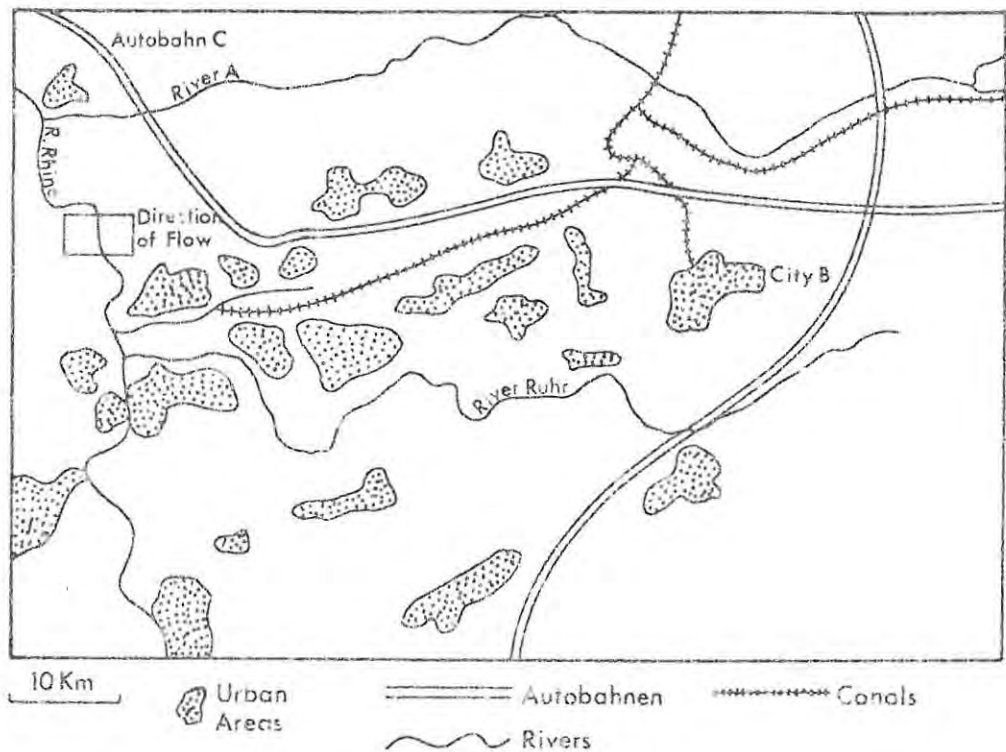 Autobahn C
River A
R. Rhine
Direction
of Flow
City B
River Ruhr
10 Km
Urban
Areas
Autobahnen
Canals
Rivers